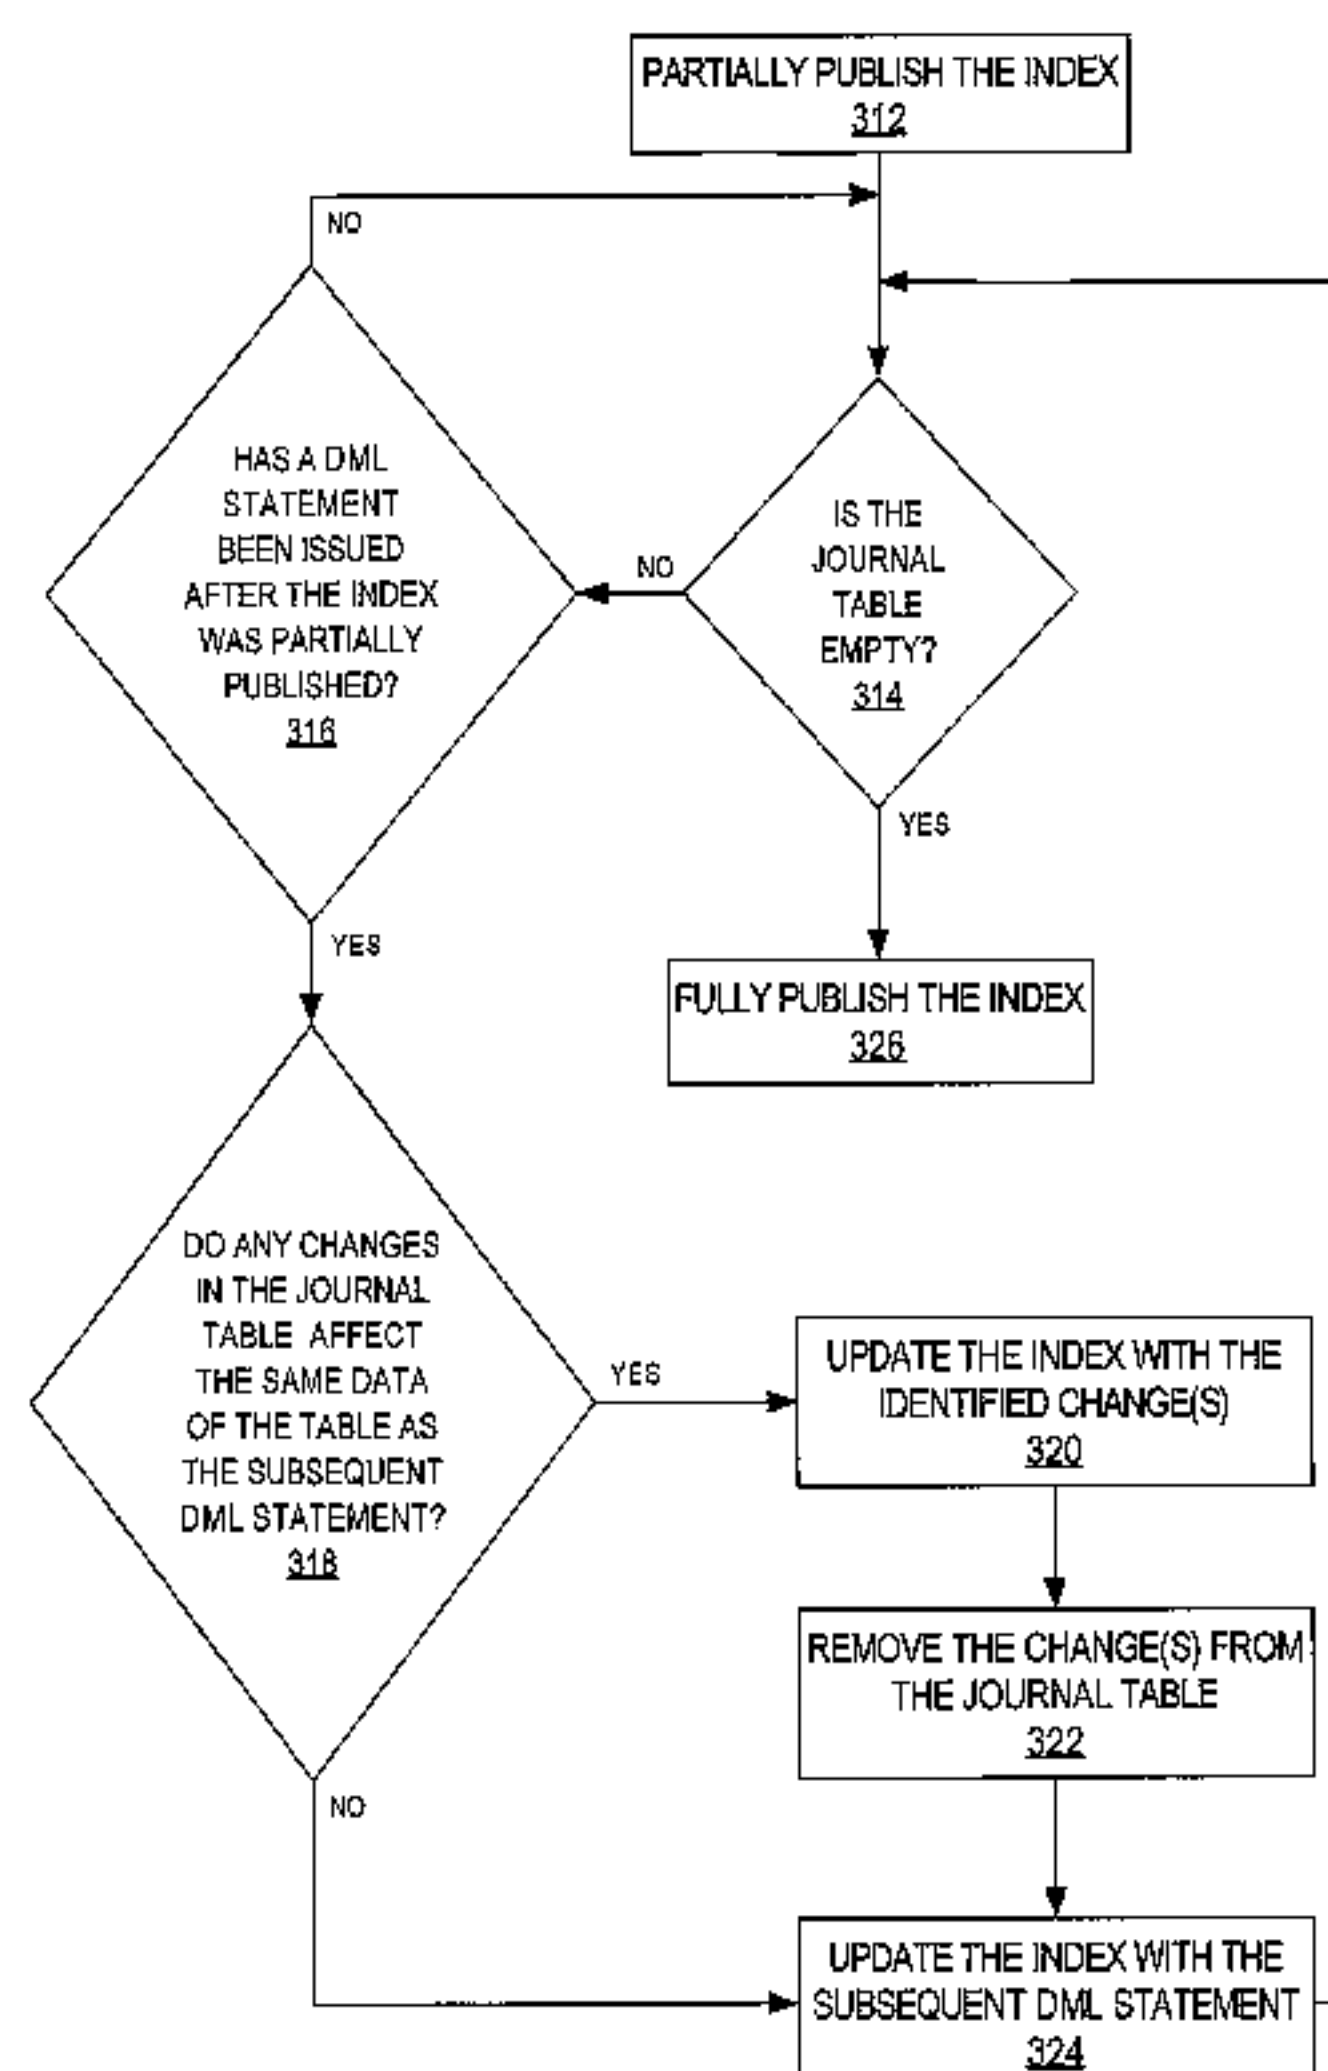 PARTIALLY PUBLISH THE INDEX
312
NO
HAS A DML
STATEMENT
BEEN ISSUED
AFTER THE INDEX
WAS PARTIALLY
PUBLISHED?
316
NO
IS THE
JOURNAL
TABLE
EMPTY?
314
YES
YES
FULLY PUBLISH THE INDEX
326
DO ANY CHANGES
IN THE JOURNAL
TABLE AFFECT
THE SAME DATA
OF THE TABLE AS
THE SUBSEQUENT
DML STATEMENT?
318
YES
UPDATE THE INDEX WITH THE
IDENTIFIED CHANGE(S)
320
REMOVE THE CHANGE(S) FROM
THE JOURNAL TABLE
322
NO
UPDATE THE INDEX WITH THE
SUBSEQUENT DML STATEMENT
324